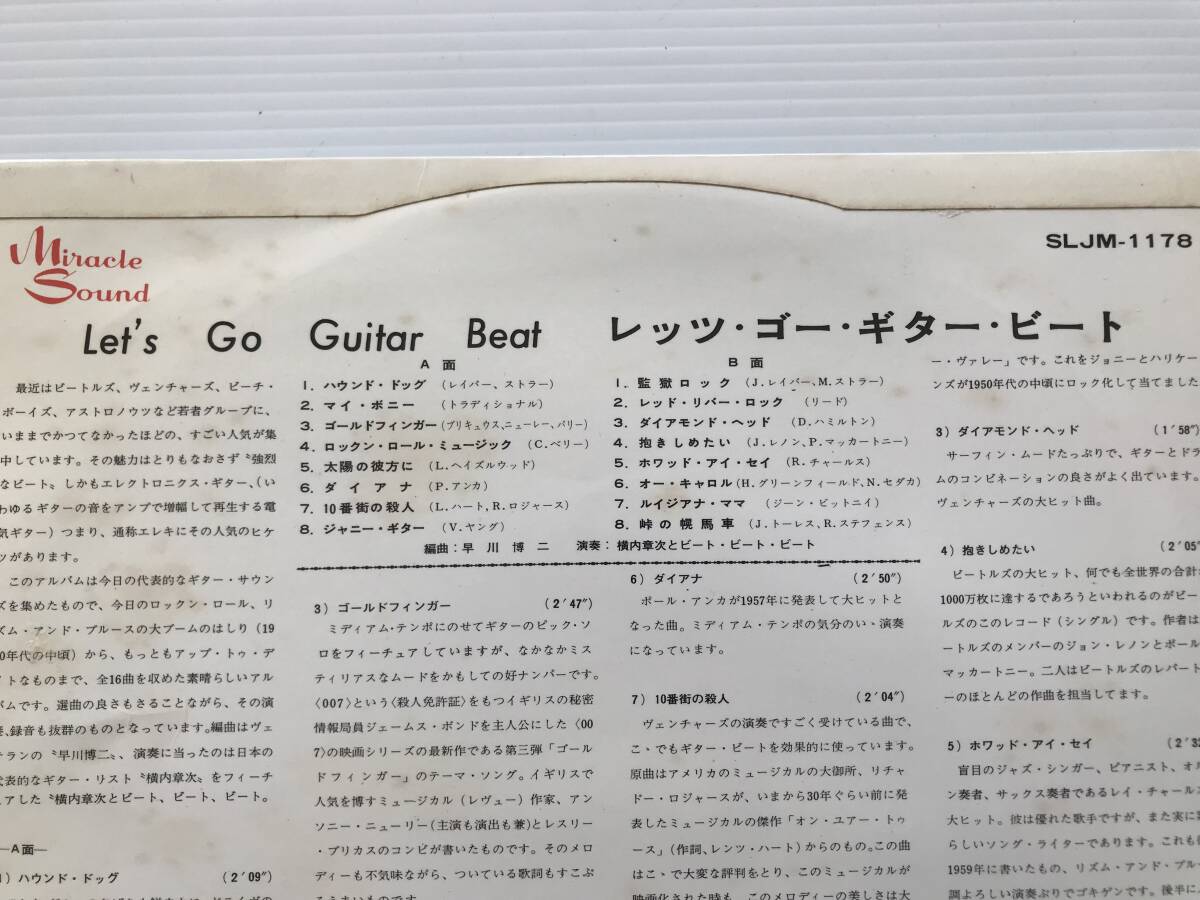 Miracle
Sound
SLJM-1178
Let's Go Guitar Beat レッツ・ゴー・ギター・ビート
最近はビートルズ、ヴェンチャーズ、ビーチ・
ボーイズ、アストロノウツなど若者グループに、
いままでかつてなかったほどの、すごい人気が集
中しています。その魅力はとりもなおさず〝強烈
なビート〟しかもエレクトロニクス・ギター、(い
わゆるギターの音をアンプで増幅して再生する電
気ギター) つまり、通称エレキにその人気のヒケ
ツがあります。
このアルバムは今日の代表的なギター・サウン
ズを集めたもので、今日のロックン・ロール、リ
ズム・アンド・ブルースの大ブームのはしり (19
0年代の中頃) から、もっともアップ・トゥ・デ
イトなものまで、全16曲を収めた素晴らしいアル
バムです。選曲の良さもさることながら、その演
録音も抜群のものとなっています。編曲はヴェ
テランの〝早川博二〟、演奏に当ったのは日本の
代表的なギター・リスト〝横内章次〟をフィーチ
ュアした〝横内章次とビート、ビート、ビート。
—A面—
1) ハウンド・ドッグ (2′09″)
A 面
1. ハウンド・ドッグ (レイバー、ストラー)
2. マイ・ボニー (トラディショナル)
3. ゴールドフィンガー (ブリキュウス、ニューレー、バリー)
4. ロックン・ロール・ミュージック (C.ベリー)
5. 太陽の彼方に (L.ヘイズルウッド)
6. ダイアナ (P.アンカ)
7. 10番街の殺人 (L.ハート、R.ロジャース)
8. ジャニー・ギター (V.ヤング)
B 面
1. 監獄ロック (J.レイバー、M.ストラー)
2. レッド・リバー・ロック (リード)
3. ダイアモンド・ヘッド (D.ハミルトン)
4. 抱きしめたい (J.レノン、P.マッカートニー)
5. ホワッド・アイ・セイ (R.チャールス)
6. オー・キャロル (H.グリーンフィールド、N.セダカ)
7. ルイジアナ・ママ (ジーン・ピットニイ)
8. 峠の幌馬車 (J.トーレス、R.ステフェンス)
編曲:早川博二 演奏:横内章次とビート・ビート・ビート
3) ゴールドフィンガー (2′47″)
ミディアム・テンポにのせてギターのビック・ソ
ロをフィーチュアしていますが、なかなかミス
ティリアスなムードをかもしての好ナンバーです。
〈007〉という〈殺人免許証〉をもつイギリスの秘密
情報局員ジェームス・ボンドを主人公にした〈00
7〉の映画シリーズの最新作である第三弾「ゴール
ドフィンガー」のテーマ・ソング。イギリスで
人気を博すミュージカル (レヴュー) 作家、アン
ソニー・ニューリー (主演も演出も兼) とレスリー
・ブリカスのコンビが書いたものです。そのメロ
ディーも不気味ながら、ついている歌詞もすこぶ
6) ダイアナ (2′50″)
ポール・アンカが1957年に発表して大ヒットと
なった曲。ミディアム・テンポの気分のいゝ演奏
になっています。
7) 10番街の殺人 (2′04″)
ヴェンチャーズの演奏ですごく受けている曲で、
こゝでもギター・ビートを効果的に使っています。
原曲はアメリカのミュージカルの大御所、リチャ
ドー・ロジャースが、いまから30年ぐらい前に発
表したミュージカルの傑作「オン・ユアー・トゥ
ース」(作詞、レンツ・ハート) からのもの。この曲
はこゝで大変な評判をとり、このミュージカルが
映画化された時も、このメロディーの美しさは大
ー・ヴァレー」です。これをジョニーとハリケー
ンズが1950年代の中頃にロック化して当てました
3) ダイアモンド・ヘッド (1′58″)
サーフィン・ムードたっぷりで、ギターとドラ
ムのコンビネーションの良さがよく出ています。
ヴェンチャーズの大ヒット曲。
4) 抱きしめたい (2′05″
ビートルズの大ヒット、何でも全世界の合計が
1000万枚に達するであろうといわれるのがビー
ルズのこのレコード (シングル) です。作者は
ートルズのメンバーのジョン・レノンとポール
マッカートニー。二人はビートルズのレパート
ーのほとんどの作曲を担当してます。
5) ホワッド・アイ・セイ (2′32
盲目のジャズ・シンガー、ピアニスト、オル
ン奏者、サックス奏者であるレイ・チャールス
大ヒット。彼は優れた歌手ですが、また実に素
らしいソング・ライターであります。これも
1959年に書いたもの、リズム・アンド・ブルー
調よろしい演奏ぶりでゴキゲンです。後半に